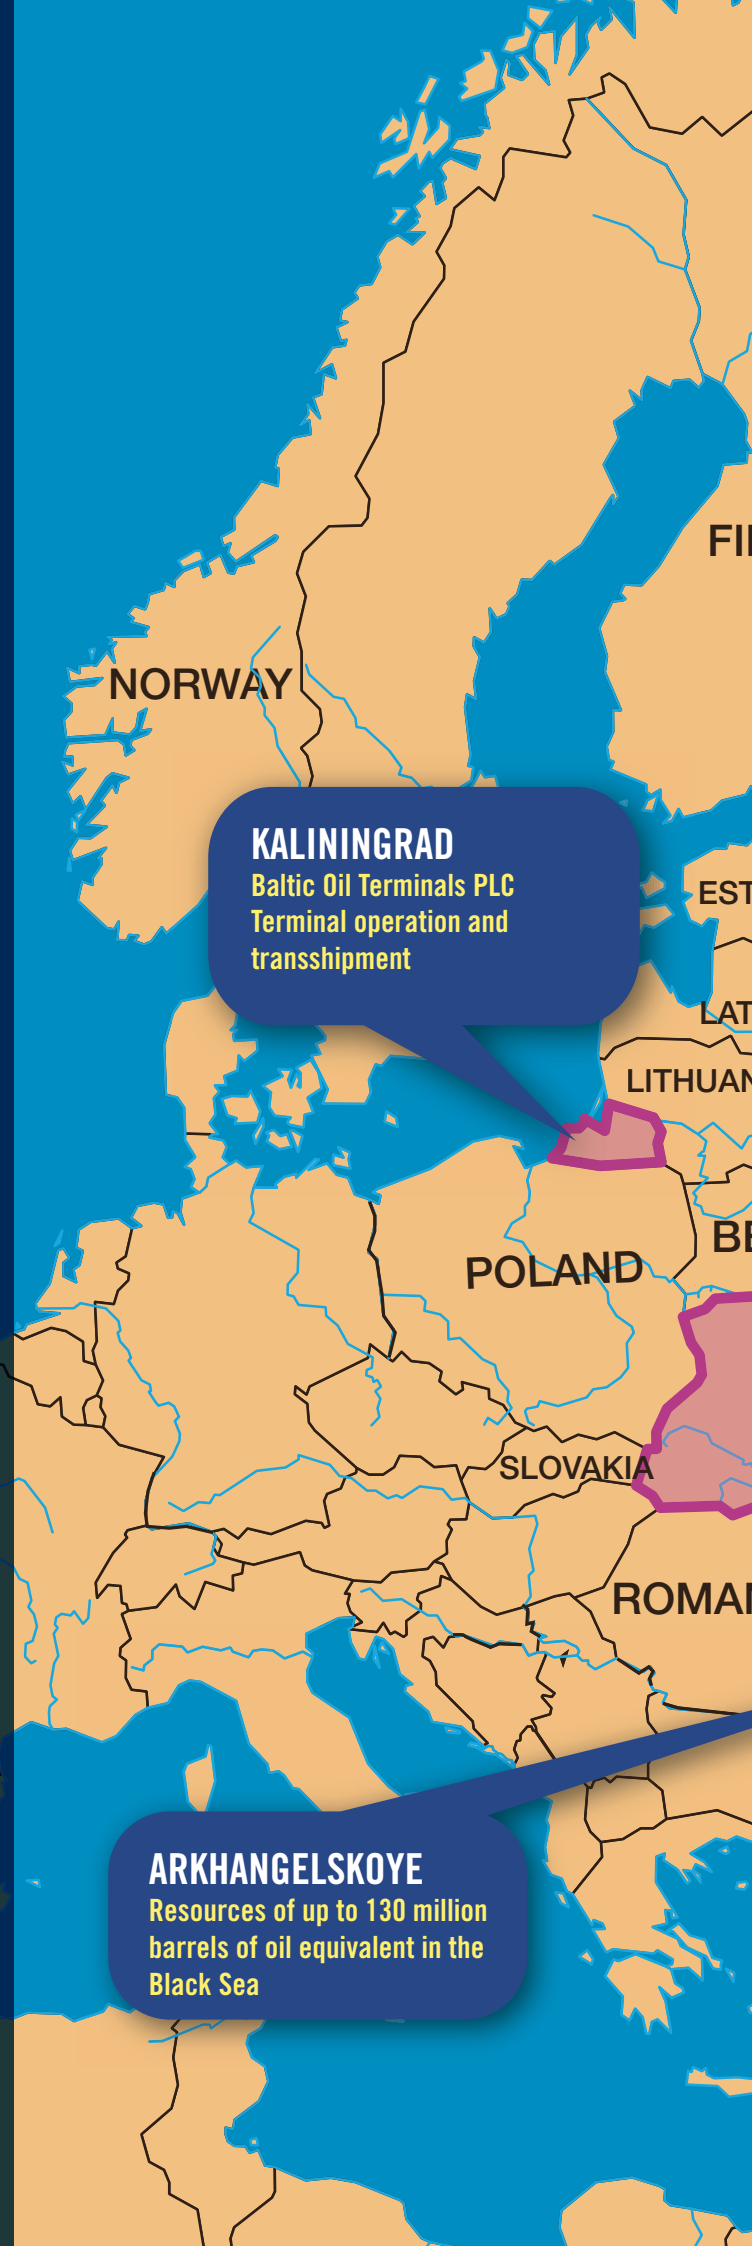 FI
NORWAY
KALININGRAD
Baltic Oil Terminals PLC
Terminal operation and
transshipment
EST
LAT
LITHUAN
BE
POLAND
SLOVAKIA
ROMAN
ARKHANGELSKOYE
Resources of up to 130 million
barrels of oil equivalent in the
Black Sea